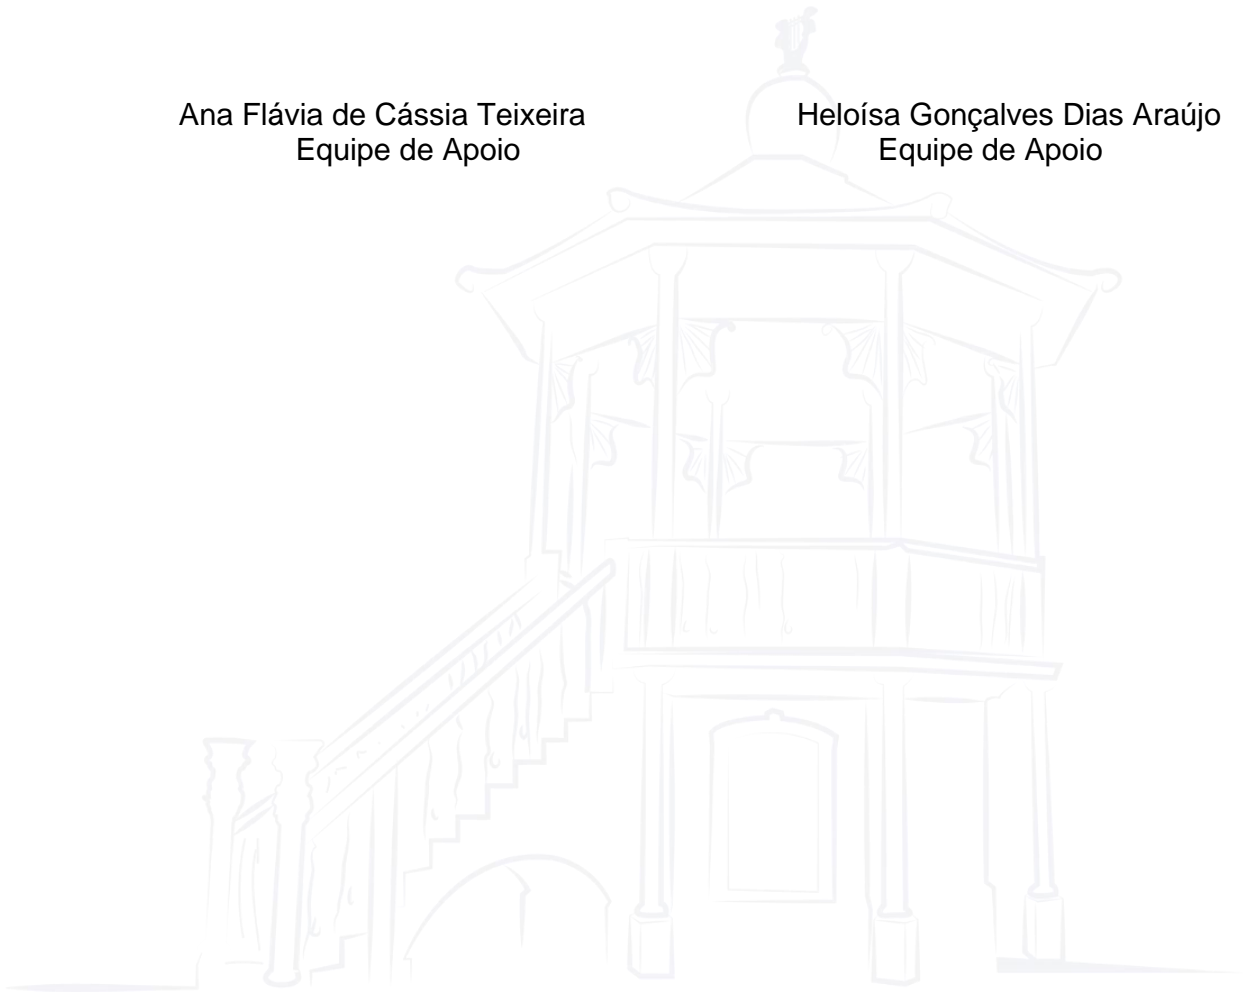 Ana Flávia de Cássia Teixeira
Equipe de Apoio
Heloísa Gonçalves Dias Araújo
Equipe de Apoio